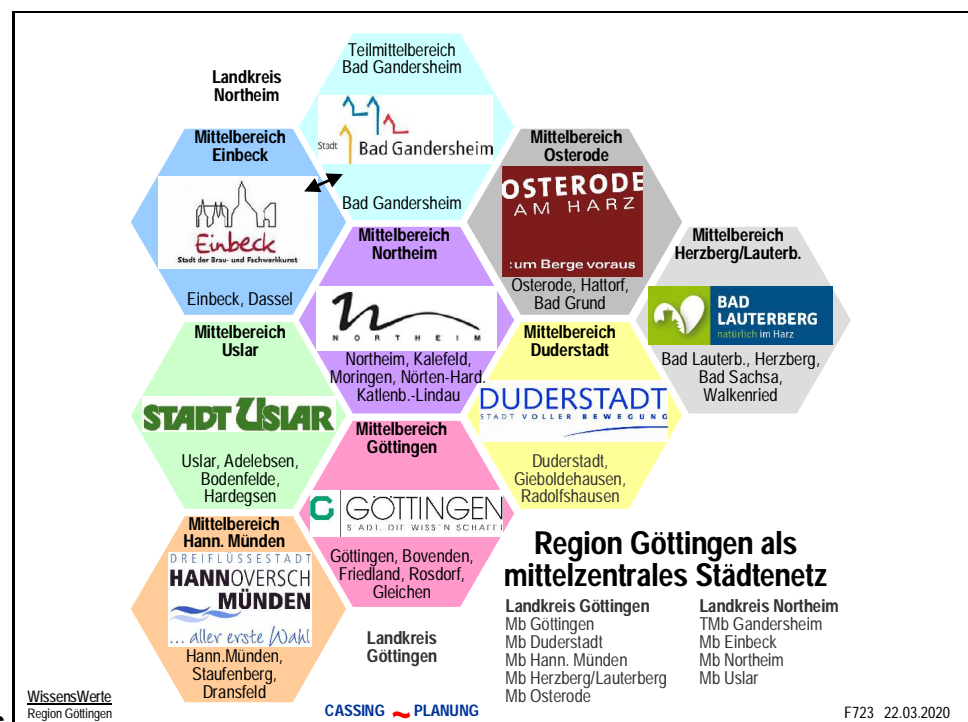 Teilmittelbereich
Bad Gandersheim
Stadt
Bad Gandersheim
Bad Gandersheim
Landkreis
Northeim
Mittelbereich
Einbeck
Einbeck
Stadt der Brau- und Fachwerkkunst
Einbeck, Dassel
Mittelbereich
Osterode
OSTERODE
AM HARZ
:um Berge voraus
Osterode, Hattorf,
Bad Grund
Mittelbereich
Northeim
NORTHEIM
Northeim, Kalefeld,
Moringen, Nörten-Hard.
Katlenb.-Lindau
Mittelbereich
Herzberg/Lauterb.
BAD
LAUTERBERG
natürlich im Harz
Bad Lauterb., Herzberg,
Bad Sachsa,
Walkenried
Mittelbereich
Uslar
STADT USLAR
Uslar, Adelebsen,
Bodenfelde,
Hardegsen
Mittelbereich
Duderstadt
DUDERSTADT
STADT VOLLER BEWEGUNG
Duderstadt,
Gieboldehausen,
Radolfshausen
Mittelbereich
Göttingen
GÖTTINGEN
STADT, DIE WISSEN SCHAFFT
Göttingen, Bovenden,
Friedland, Rosdorf,
Gleichen
Mittelbereich
Hann. Münden
DREIFLÜSSESTADT
HANNOVERSCH
MÜNDEN
... aller erste Wahl
Hann.Münden,
Staufenberg,
Dransfeld
Landkreis
Göttingen
Region Göttingen als
mittelzentrales Städtenetz
Landkreis Göttingen
Mb Göttingen
Mb Duderstadt
Mb Hann. Münden
Mb Herzberg/Lauterberg
Mb Osterode
Landkreis Northeim
TMb Gandersheim
Mb Einbeck
Mb Northeim
Mb Uslar
WissensWerte
Region Göttingen
CASSING PLANUNG
F723 22.03.2020